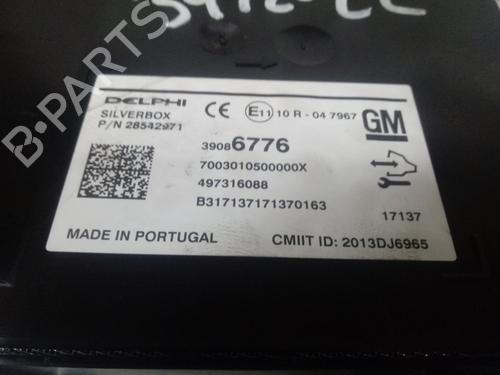 DELPHI
SILVERBOX
P/N 28542971
CE E11 10 R - 04 7967
GM
39086776
7003010500000X
497316088
B317137171370163
17137
MADE IN PORTUGAL
CMIIT ID: 2013DJ6965
B-PARTS